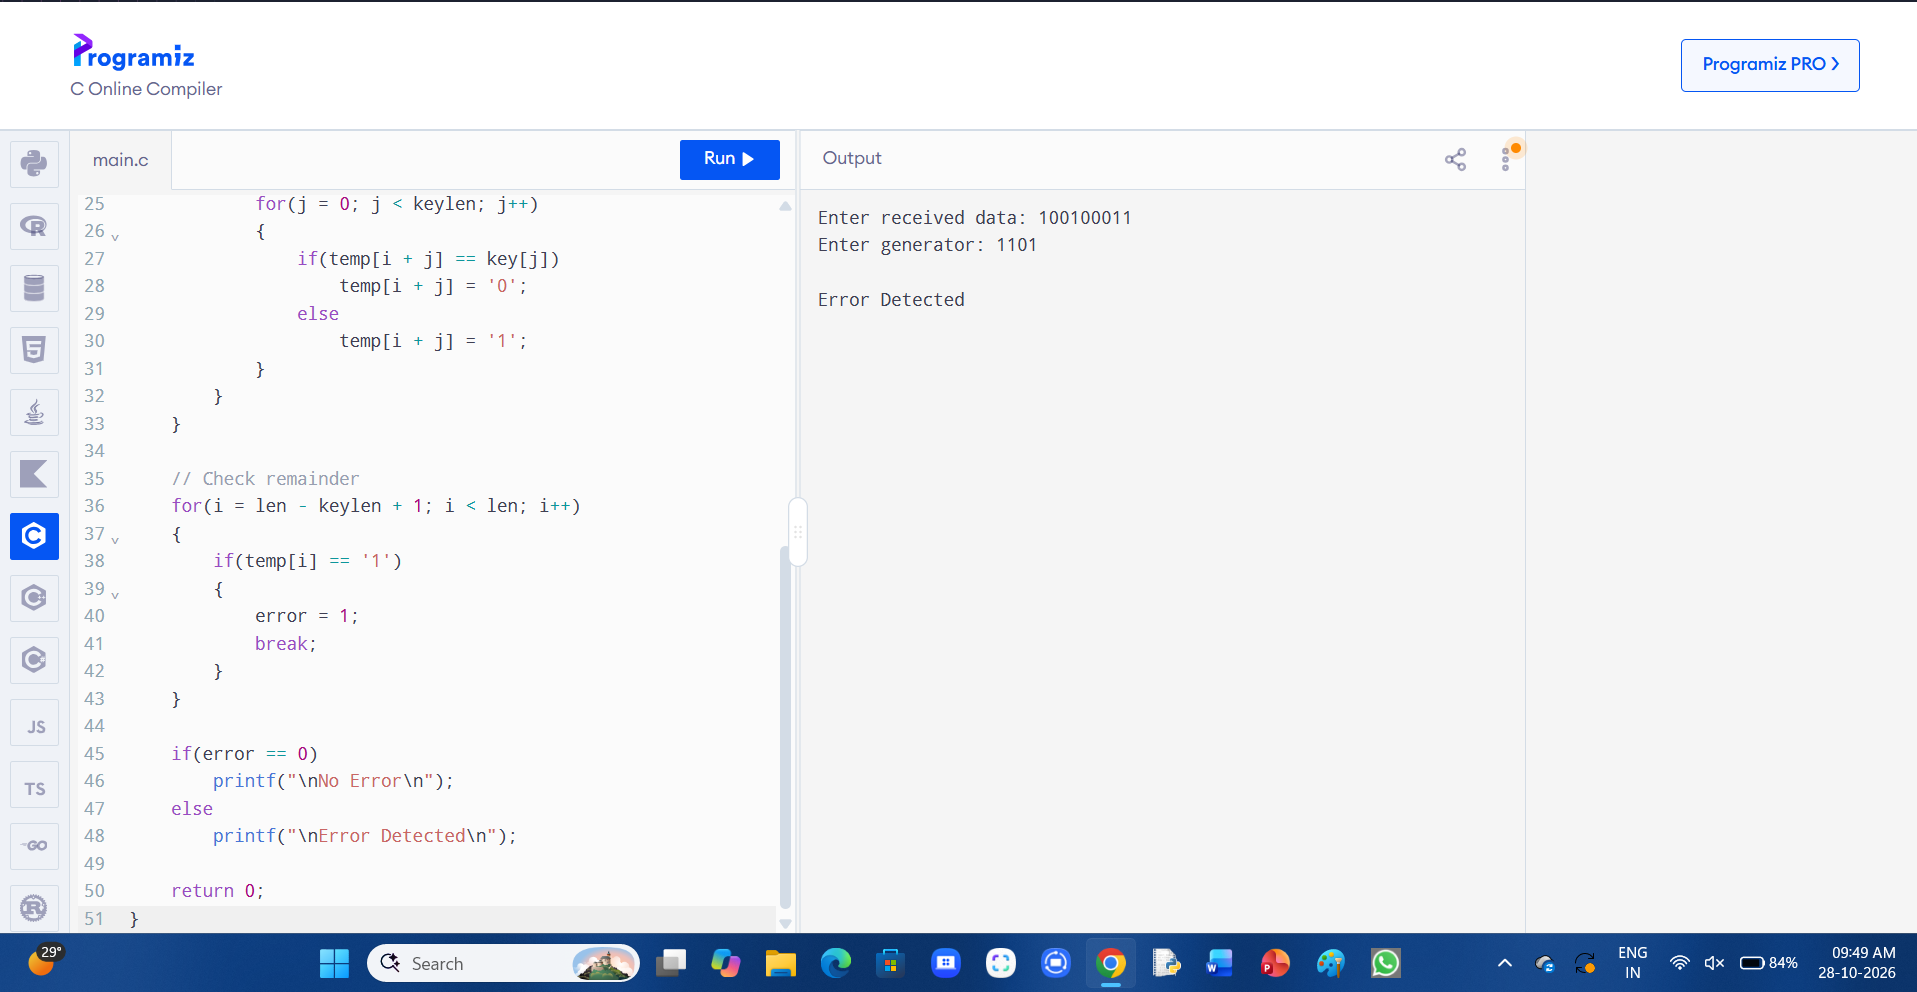 Programiz
C Online Compiler
Programiz PRO >
main.c
Run
Output
25 for(j = 0; j < keylen; j++)
26 {
27 if(temp[i + j] == key[j])
28 temp[i + j] = '0';
29 else
30 temp[i + j] = '1';
31 }
32 }
33 }
34
35 // Check remainder
36 for(i = len - keylen + 1; i < len; i++)
37 {
38 if(temp[i] == '1')
39 {
40 error = 1;
41 break;
42 }
43 }
44
45 if(error == 0)
46 printf("\nNo Error\n");
47 else
48 printf("\nError Detected\n");
49
50 return 0;
51 }
Enter received data: 100100011
Enter generator: 1101
Error Detected
JS
TS
GO
29°
Search
ENG
IN
84%
09:49 AM
28-10-2026